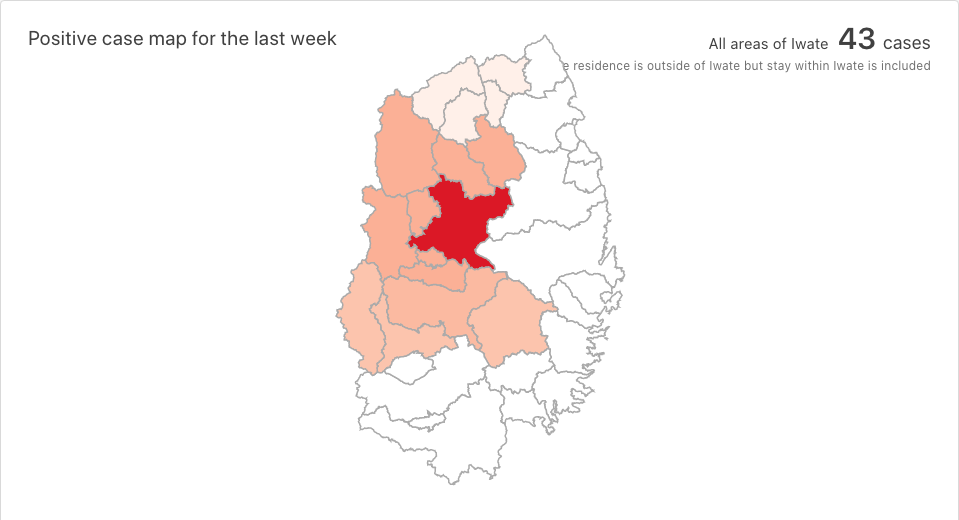 Positive case map for the last week
All areas of Iwate 43 cases
residence is outside of Iwate but stay within Iwate is included